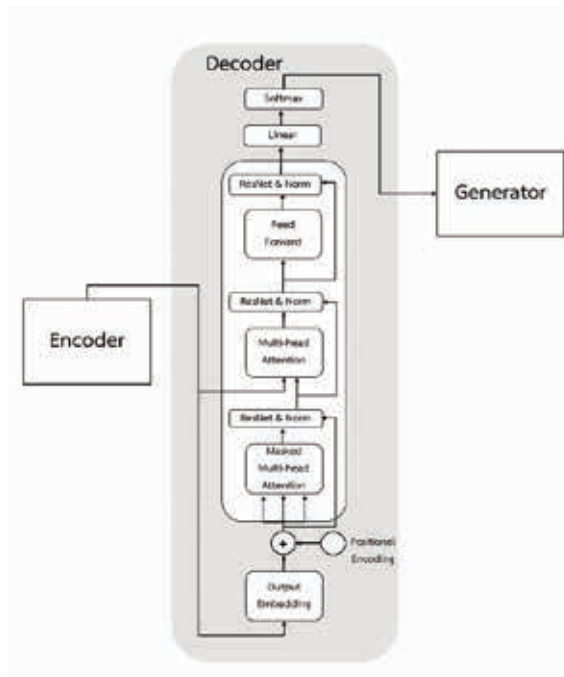 Decoder
Softmax
Linear
ResNet & Norm
Feed
Forward
Generator
ResNet & Norm
Multi-head
Attention
Encoder
ResNet & Norm
Masked
Multi-head
Attention
+
Positional
Encoding
Output
Embedding